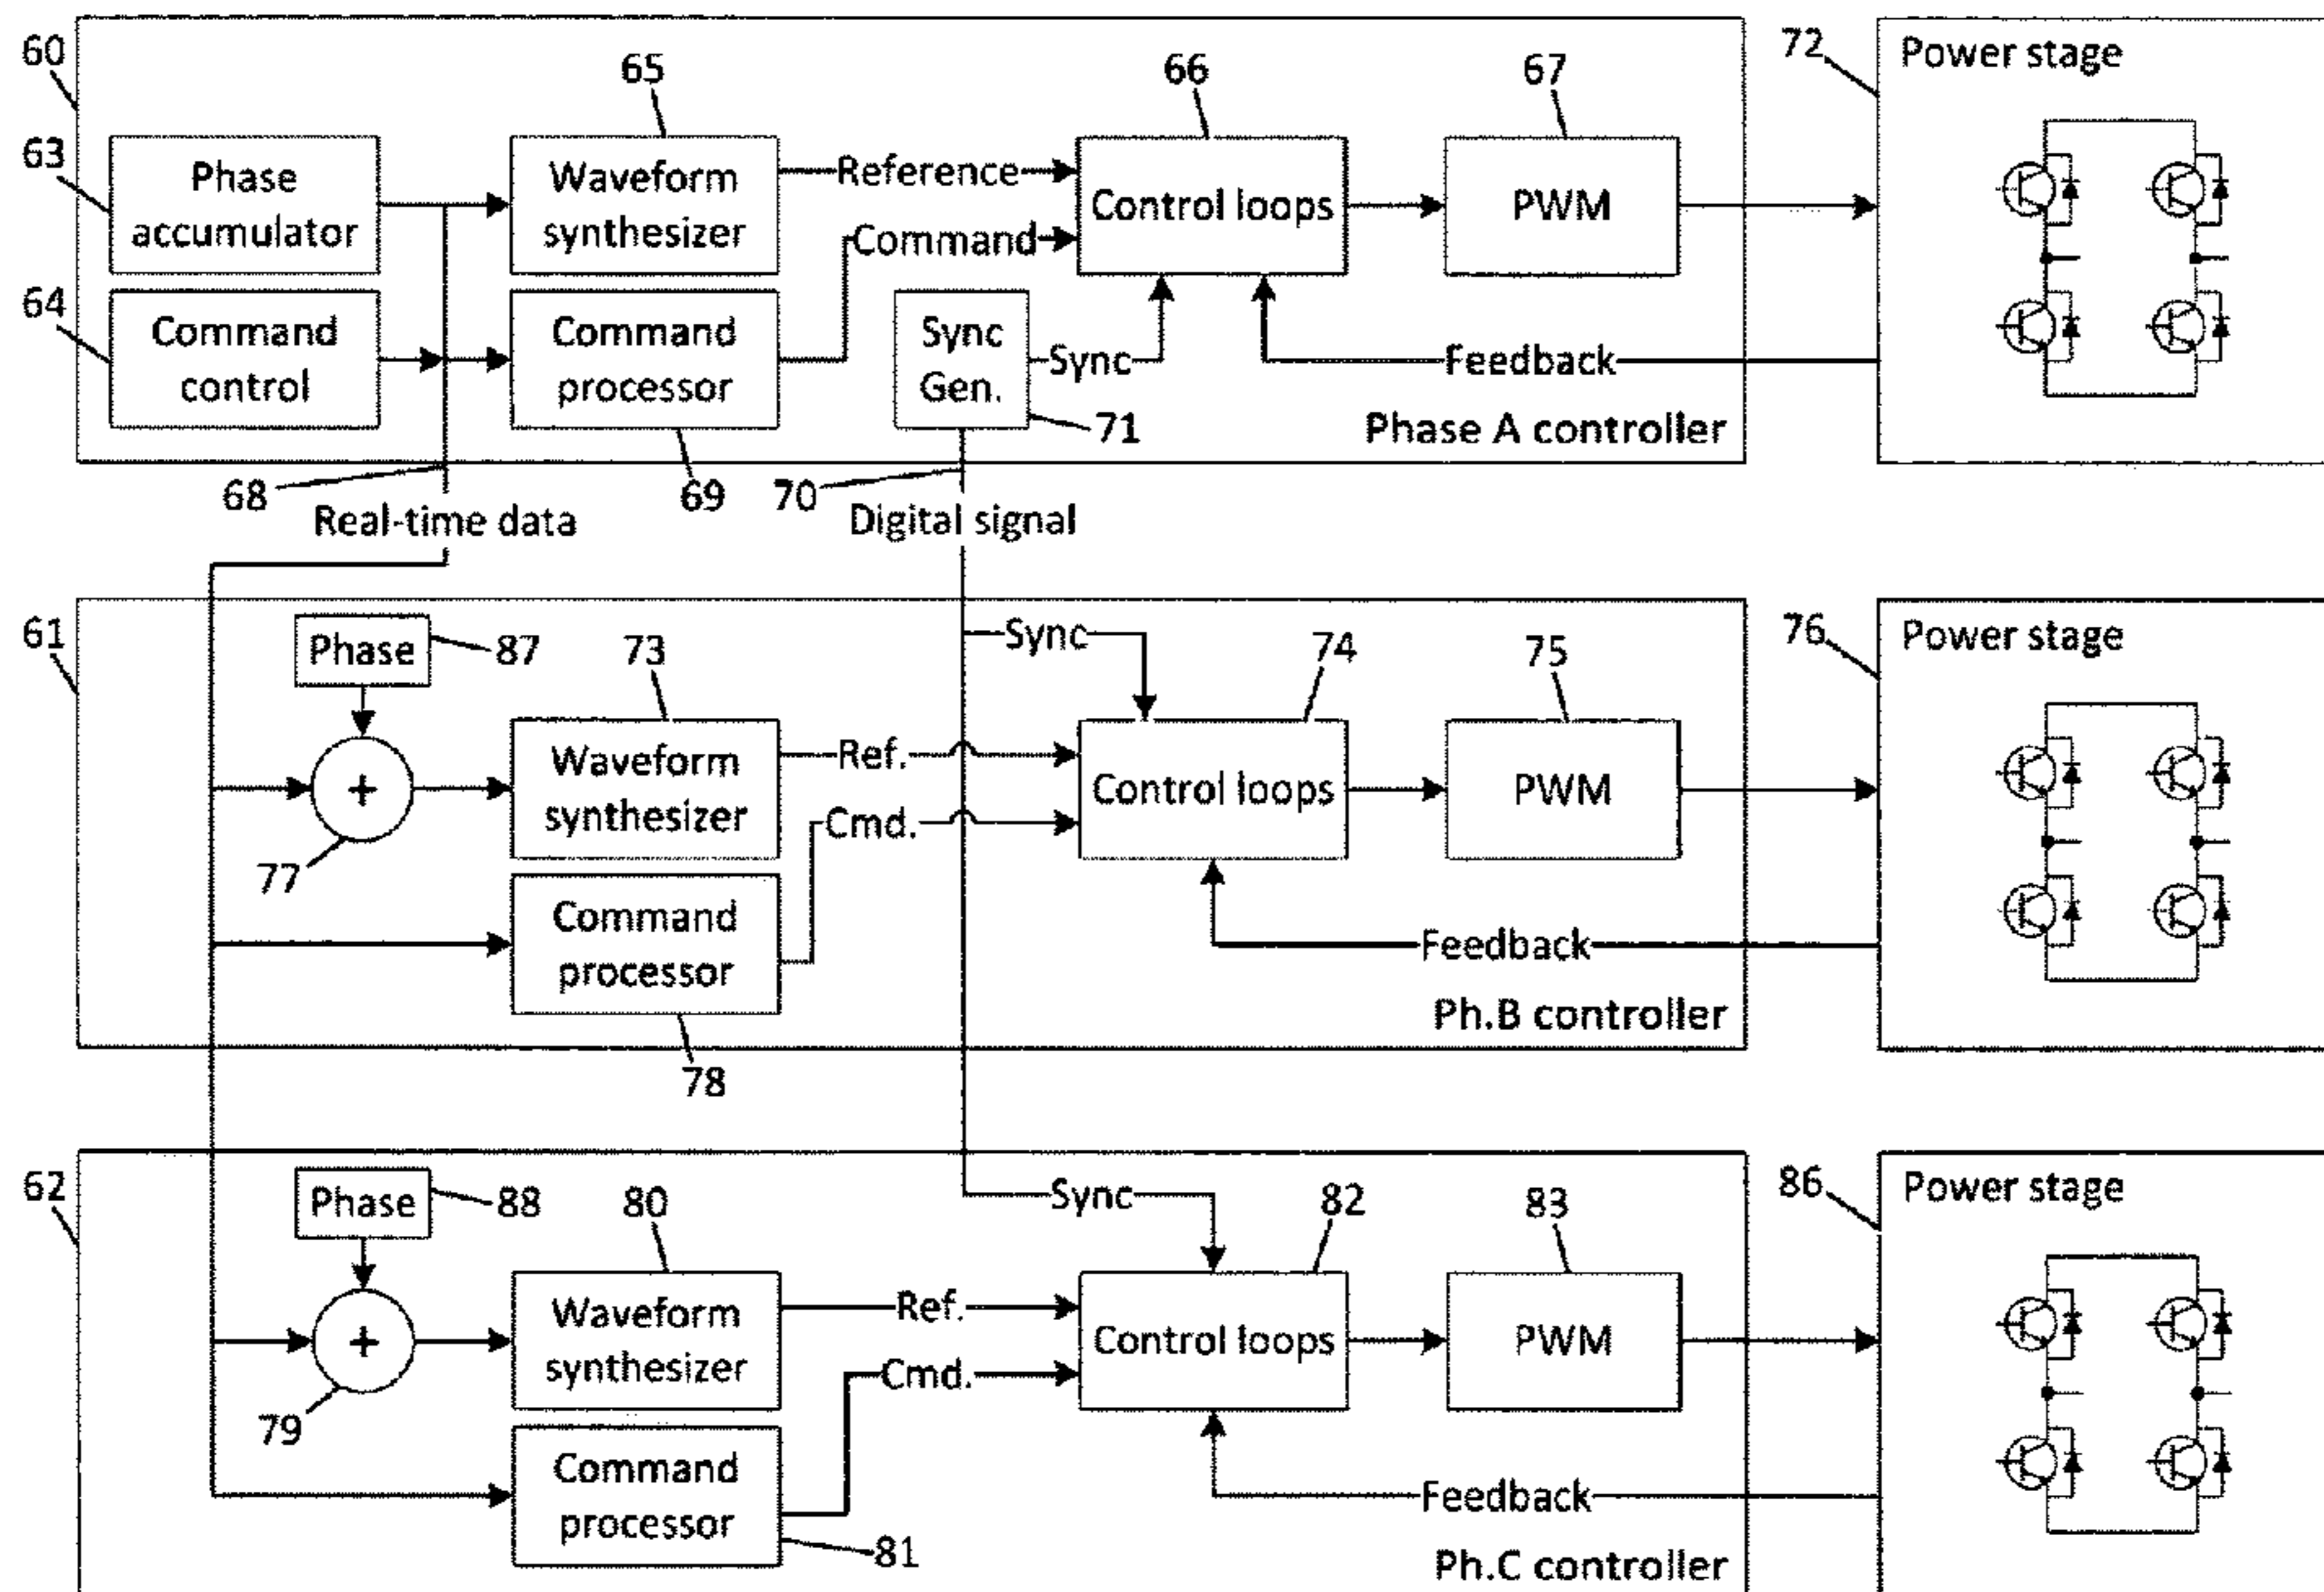 60
65
66
67
72
Power stage
63
Phase
accumulator
Waveform
synthesizer
Reference
Command
Control loops
PWM
64
Command
control
Command
processor
Sync
Gen.
Sync
Feedback
71
Phase A controller
68
69
70
Real-time data
Digital signal
61
Phase
87
73
Sync
74
75
76
Power stage
Waveform
synthesizer
Ref.
Cmd.
Control loops
PWM
+
77
Command
processor
Feedback
Ph.B controller
78
62
Phase
88
80
Sync
82
83
86
Power stage
Waveform
synthesizer
Ref.
Cmd.
Control loops
PWM
+
79
Command
processor
Feedback
81
Ph.C controller